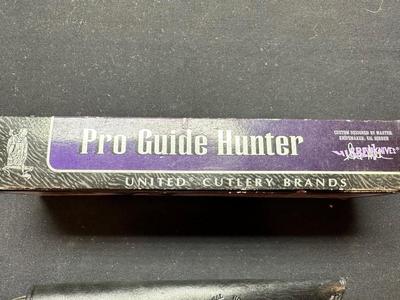 Pro Guide Hunter
CUSTOM DESIGNED BY MASTER
KNIFEMAKER, GIL HIBBEN
UNITED® CUTLERY BRANDS